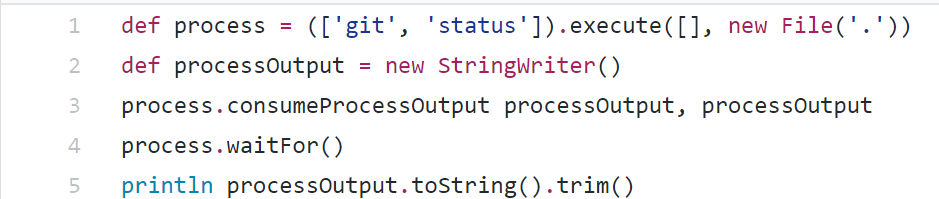 1 def process = (['git', 'status']).execute([], new File('.'))
2 def processOutput = new StringWriter()
3 process.consumeProcessOutput processOutput, processOutput
4 process.waitFor()
5 println processOutput.toString().trim()